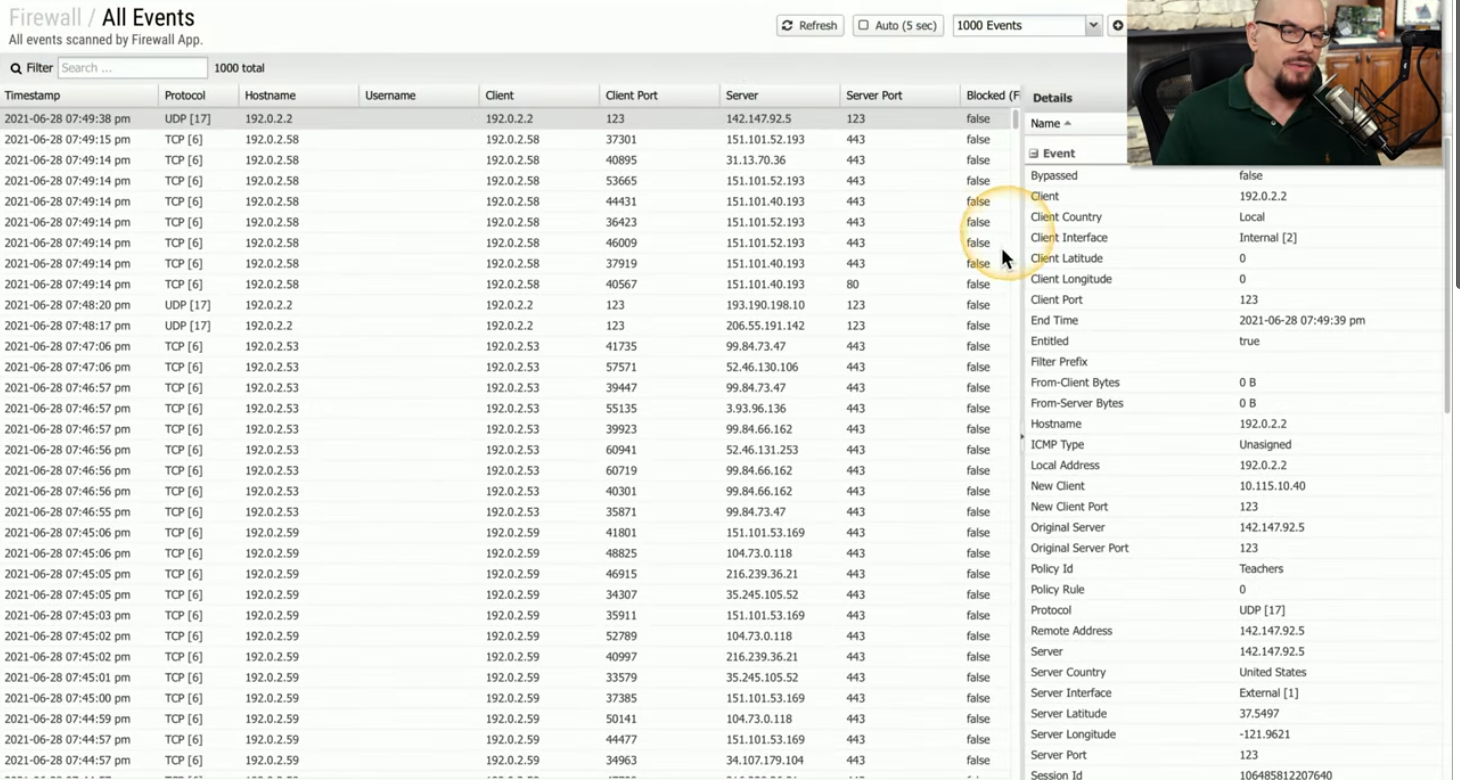 Firewall / All Events
All events scanned by Firewall App.
Refresh Auto (5 sec) 1000 Events
Filter Search ... 1000 total
Timestamp Protocol Hostname Username Client Client Port Server Server Port Blocked (F
2021-06-28 07:49:38 pm UDP [17] 192.0.2.2 192.0.2.2 123 142.147.92.5 123 false
2021-06-28 07:49:15 pm TCP [6] 192.0.2.58 192.0.2.58 37301 151.101.52.193 443 false
2021-06-28 07:49:14 pm TCP [6] 192.0.2.58 192.0.2.58 40895 31.13.70.36 443 false
2021-06-28 07:49:14 pm TCP [6] 192.0.2.58 192.0.2.58 53665 151.101.52.193 443 false
2021-06-28 07:49:14 pm TCP [6] 192.0.2.58 192.0.2.58 44431 151.101.40.193 443 false
2021-06-28 07:49:14 pm TCP [6] 192.0.2.58 192.0.2.58 36423 151.101.52.193 443 false
2021-06-28 07:49:14 pm TCP [6] 192.0.2.58 192.0.2.58 46009 151.101.52.193 443 false
2021-06-28 07:49:14 pm TCP [6] 192.0.2.58 192.0.2.58 37919 151.101.40.193 443 false
2021-06-28 07:49:14 pm TCP [6] 192.0.2.58 192.0.2.58 40567 151.101.40.193 80 false
2021-06-28 07:48:20 pm UDP [17] 192.0.2.2 192.0.2.2 123 193.190.198.10 123 false
2021-06-28 07:48:17 pm UDP [17] 192.0.2.2 192.0.2.2 123 206.55.191.142 123 false
2021-06-28 07:47:06 pm TCP [6] 192.0.2.53 192.0.2.53 41735 99.84.73.47 443 false
2021-06-28 07:47:06 pm TCP [6] 192.0.2.53 192.0.2.53 57571 52.46.130.106 443 false
2021-06-28 07:46:57 pm TCP [6] 192.0.2.53 192.0.2.53 39447 99.84.73.47 443 false
2021-06-28 07:46:57 pm TCP [6] 192.0.2.53 192.0.2.53 55135 3.93.96.136 443 false
2021-06-28 07:46:57 pm TCP [6] 192.0.2.53 192.0.2.53 39923 99.84.66.162 443 false
2021-06-28 07:46:56 pm TCP [6] 192.0.2.53 192.0.2.53 60941 52.46.131.253 443 false
2021-06-28 07:46:56 pm TCP [6] 192.0.2.53 192.0.2.53 60719 99.84.66.162 443 false
2021-06-28 07:46:56 pm TCP [6] 192.0.2.53 192.0.2.53 40301 99.84.66.162 443 false
2021-06-28 07:46:55 pm TCP [6] 192.0.2.53 192.0.2.53 35871 99.84.73.47 443 false
2021-06-28 07:45:06 pm TCP [6] 192.0.2.59 192.0.2.59 41801 151.101.53.169 443 false
2021-06-28 07:45:06 pm TCP [6] 192.0.2.59 192.0.2.59 48825 104.73.0.118 443 false
2021-06-28 07:45:05 pm TCP [6] 192.0.2.59 192.0.2.59 46915 216.239.36.21 443 false
2021-06-28 07:45:05 pm TCP [6] 192.0.2.59 192.0.2.59 34307 35.245.105.52 443 false
2021-06-28 07:45:03 pm TCP [6] 192.0.2.59 192.0.2.59 35911 151.101.53.169 443 false
2021-06-28 07:45:02 pm TCP [6] 192.0.2.59 192.0.2.59 52789 104.73.0.118 443 false
2021-06-28 07:45:02 pm TCP [6] 192.0.2.59 192.0.2.59 40997 216.239.36.21 443 false
2021-06-28 07:45:01 pm TCP [6] 192.0.2.59 192.0.2.59 33579 35.245.105.52 443 false
2021-06-28 07:45:00 pm TCP [6] 192.0.2.59 192.0.2.59 37385 151.101.53.169 443 false
2021-06-28 07:44:59 pm TCP [6] 192.0.2.59 192.0.2.59 50141 104.73.0.118 443 false
2021-06-28 07:44:57 pm TCP [6] 192.0.2.59 192.0.2.59 44477 151.101.53.169 443 false
2021-06-28 07:44:57 pm TCP [6] 192.0.2.59 192.0.2.59 34963 34.107.179.104 443 false
Details
Name
Event
Bypassed false
Client 192.0.2.2
Client Country Local
Client Interface Internal [2]
Client Latitude 0
Client Longitude 0
Client Port 123
End Time 2021-06-28 07:49:39 pm
Entitled true
Filter Prefix
From-Client Bytes 0 B
From-Server Bytes 0 B
Hostname 192.0.2.2
ICMP Type Unasigned
Local Address 192.0.2.2
New Client 10.115.10.40
New Client Port 123
Original Server 142.147.92.5
Original Server Port 123
Policy Id Teachers
Policy Rule 0
Protocol UDP [17]
Remote Address 142.147.92.5
Server 142.147.92.5
Server Country United States
Server Interface External [1]
Server Latitude 37.5497
Server Longitude -121.9621
Server Port 123
Session Id 106485812207640